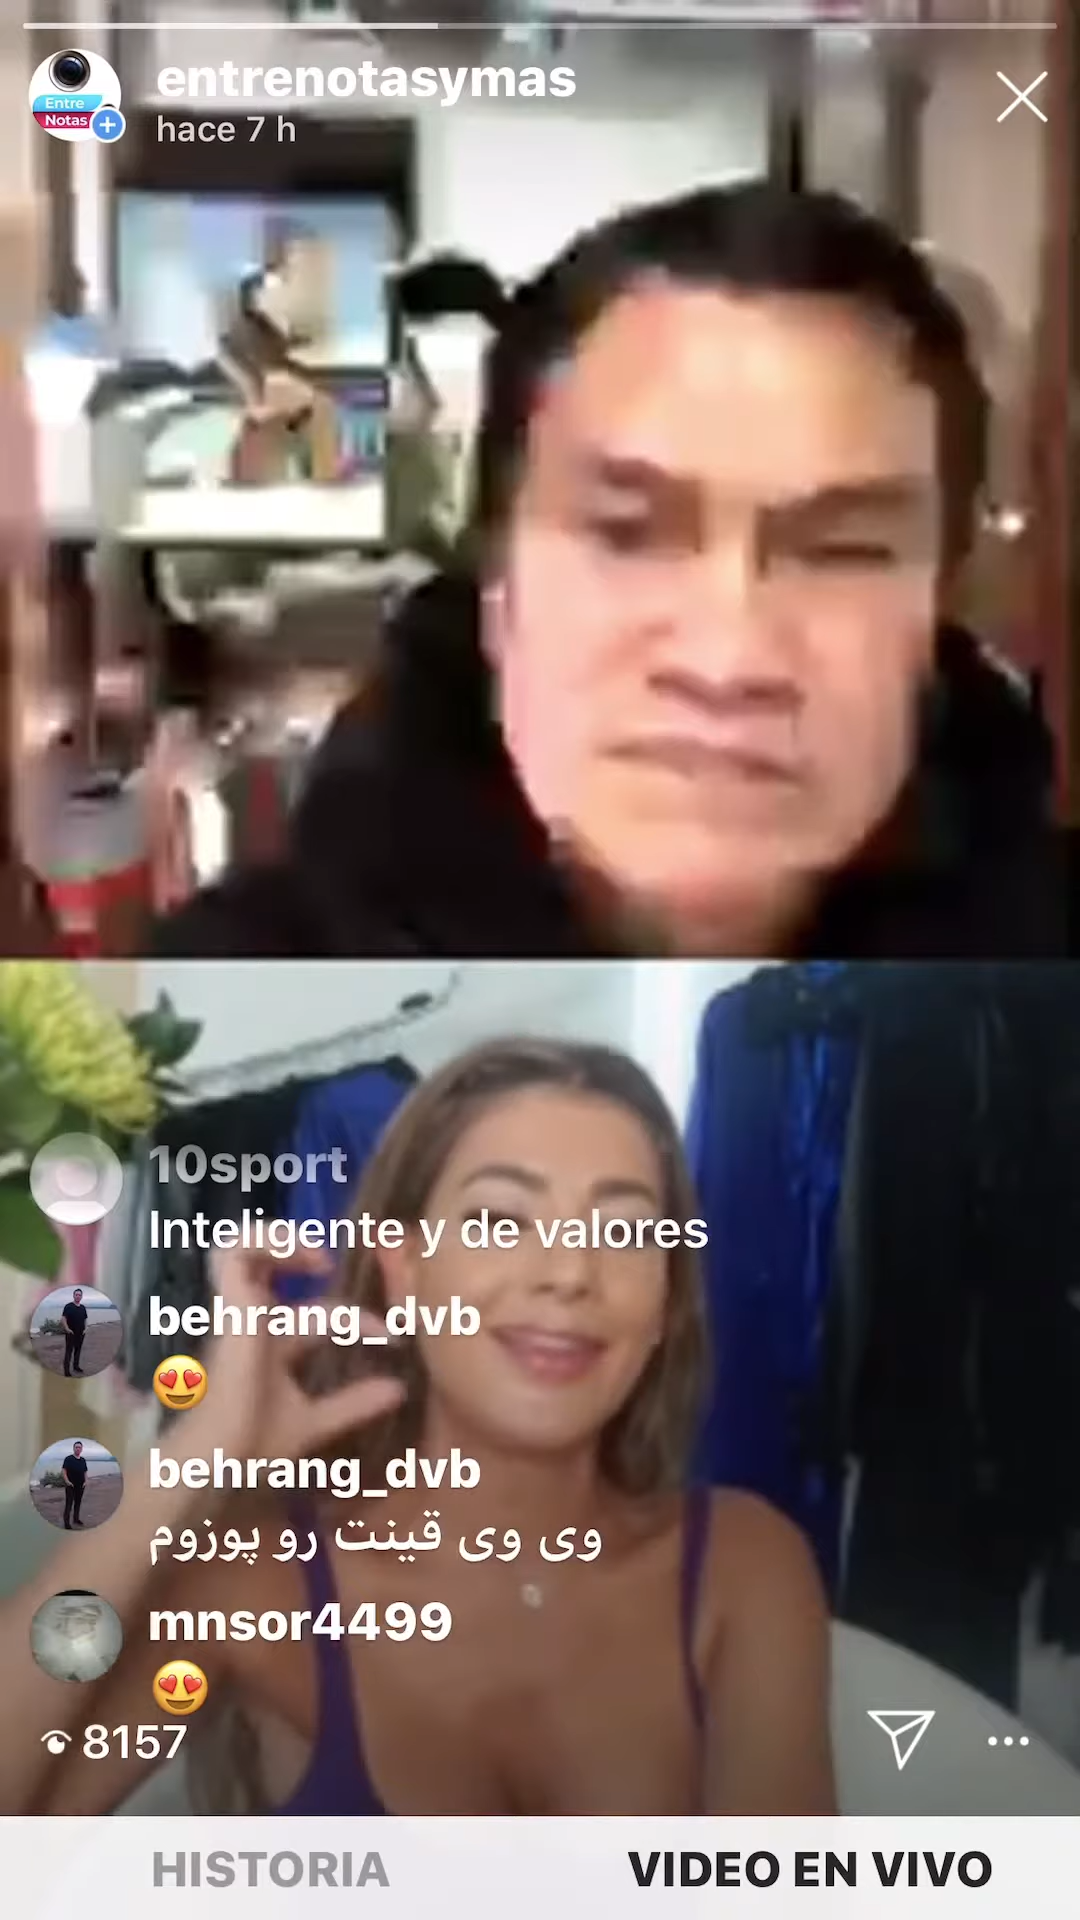 entrenotasymas
hace 7 h
Entre
Notas
10sport
Inteligente y de valores
behrang_dvb
😍
behrang_dvb
وی وی قینت رو پوزوم
mnsor4499
😍
8157
HISTORIA
VIDEO EN VIVO